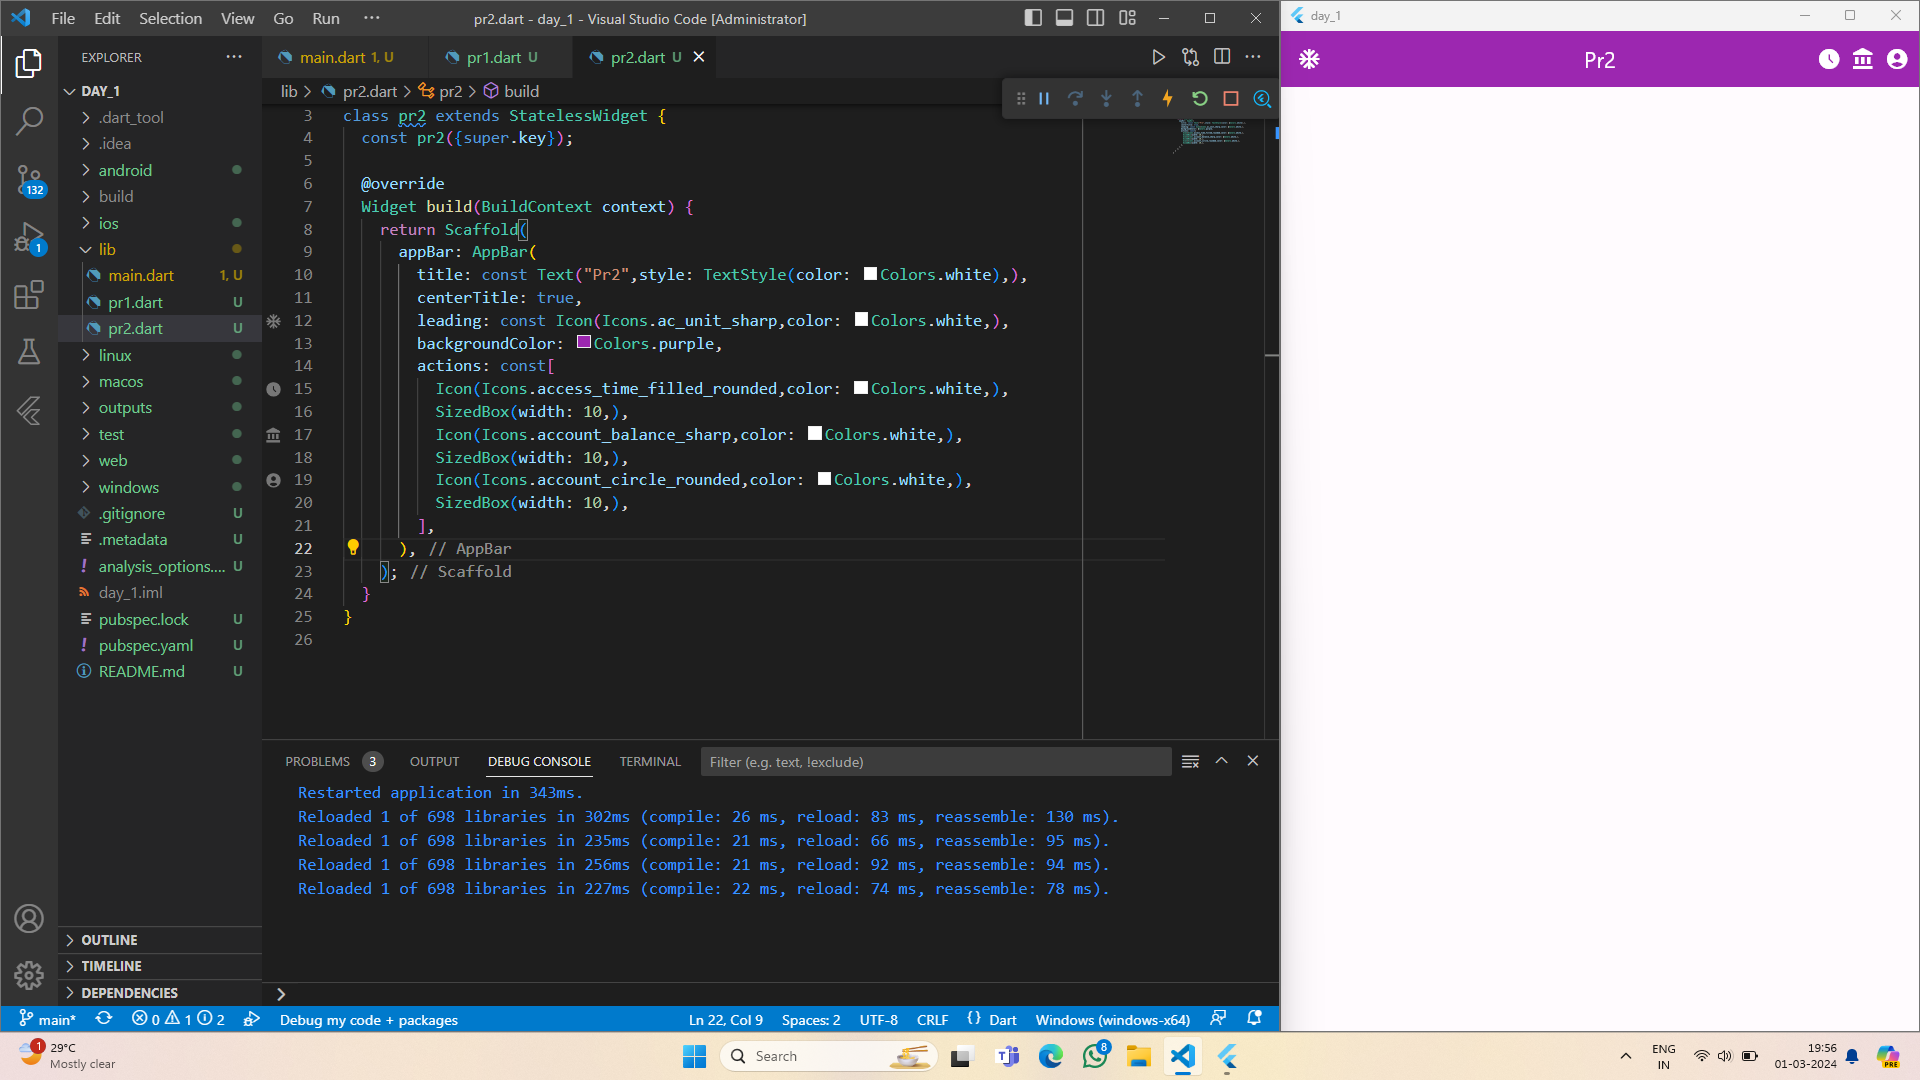 File Edit Selection View Go Run ··· pr2.dart - day_1 - Visual Studio Code [Administrator]
day_1
EXPLORER ···
main.dart 1, U
pr1.dart U
pr2.dart U
lib > pr2.dart > pr2 > build
Pr2
DAY_1
.dart_tool
.idea
android
build
ios
lib
main.dart 1, U
pr1.dart U
pr2.dart U
linux
macos
outputs
test
web
windows
.gitignore U
.metadata U
analysis_options.... U
day_1.iml
pubspec.lock U
pubspec.yaml U
README.md U
OUTLINE
TIMELINE
DEPENDENCIES
132
1
3 class pr2 extends StatelessWidget {
4 const pr2({super.key});
5
6 @override
7 Widget build(BuildContext context) {
8 return Scaffold(
9 appBar: AppBar(
10 title: const Text("Pr2",style: TextStyle(color: Colors.white),),
11 centerTitle: true,
12 leading: const Icon(Icons.ac_unit_sharp,color: Colors.white,),
13 backgroundColor: Colors.purple,
14 actions: const[
15 Icon(Icons.access_time_filled_rounded,color: Colors.white,),
16 SizedBox(width: 10,),
17 Icon(Icons.account_balance_sharp,color: Colors.white,),
18 SizedBox(width: 10,),
19 Icon(Icons.account_circle_rounded,color: Colors.white,),
20 SizedBox(width: 10,),
21 ],
22 ), // AppBar
23 ); // Scaffold
24 }
25 }
26
PROBLEMS 3 OUTPUT DEBUG CONSOLE TERMINAL Filter (e.g. text, !exclude)
Restarted application in 343ms.
Reloaded 1 of 698 libraries in 302ms (compile: 26 ms, reload: 83 ms, reassemble: 130 ms).
Reloaded 1 of 698 libraries in 235ms (compile: 21 ms, reload: 66 ms, reassemble: 95 ms).
Reloaded 1 of 698 libraries in 256ms (compile: 21 ms, reload: 92 ms, reassemble: 94 ms).
Reloaded 1 of 698 libraries in 227ms (compile: 22 ms, reload: 74 ms, reassemble: 78 ms).
main* 0 1 2 Debug my code + packages Ln 22, Col 9 Spaces: 2 UTF-8 CRLF {} Dart Windows (windows-x64)
1
29°C
Mostly clear
Search
8
ENG
IN
19:56
01-03-2024
PRE